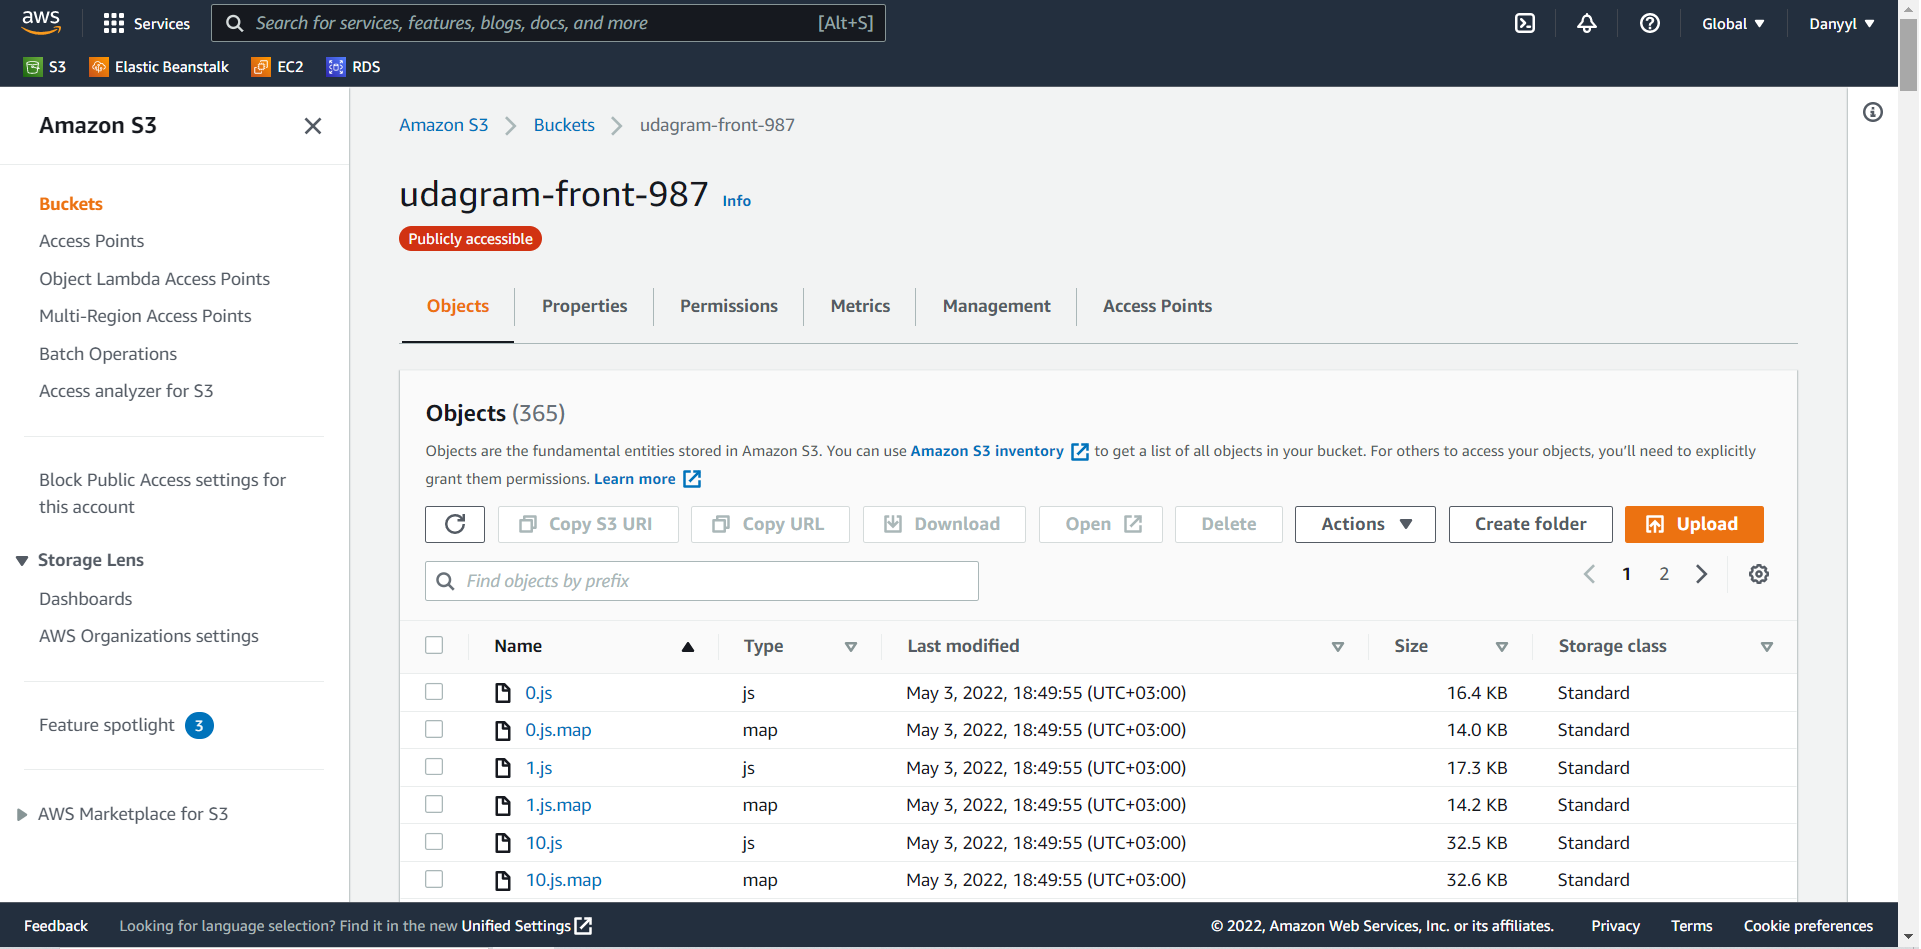 aws Services Search for services, features, blogs, docs, and more [Alt+S] Global Danyyl
S3 Elastic Beanstalk EC2 RDS
Amazon S3
Buckets
Access Points
Object Lambda Access Points
Multi-Region Access Points
Batch Operations
Access analyzer for S3
Block Public Access settings for
this account
Storage Lens
Dashboards
AWS Organizations settings
Feature spotlight 3
AWS Marketplace for S3
Amazon S3 Buckets udagram-front-987
udagram-front-987 Info
Publicly accessible
Objects Properties Permissions Metrics Management Access Points
Objects (365)
Objects are the fundamental entities stored in Amazon S3. You can use Amazon S3 inventory to get a list of all objects in your bucket. For others to access your objects, you'll need to explicitly
grant them permissions. Learn more
Copy S3 URI Copy URL Download Open Delete Actions Create folder Upload
Find objects by prefix 1 2
Name Type Last modified Size Storage class
0.js js May 3, 2022, 18:49:55 (UTC+03:00) 16.4 KB Standard
0.js.map map May 3, 2022, 18:49:55 (UTC+03:00) 14.0 KB Standard
1.js js May 3, 2022, 18:49:55 (UTC+03:00) 17.3 KB Standard
1.js.map map May 3, 2022, 18:49:55 (UTC+03:00) 14.2 KB Standard
10.js js May 3, 2022, 18:49:55 (UTC+03:00) 32.5 KB Standard
10.js.map map May 3, 2022, 18:49:55 (UTC+03:00) 32.6 KB Standard
Feedback Looking for language selection? Find it in the new Unified Settings © 2022, Amazon Web Services, Inc. or its affiliates. Privacy Terms Cookie preferences